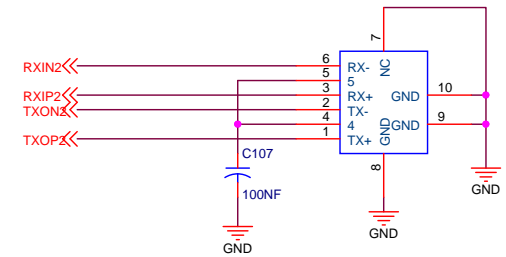 7
RXIN2 6 RX- NC
5 5
RXIP2 3 RX+ GND 10
TXON2 2 TX-
4 4 GND GND 9
TXOP2 1 TX+
C107
8
100NF
GND
GND
GND